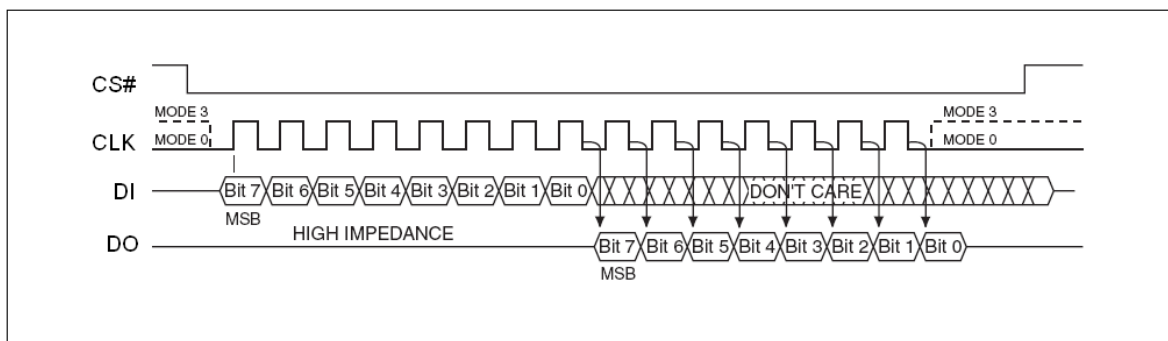 CS#
MODE 3
MODE 3
CLK
MODE 0
MODE 0
DI
Bit 7 Bit 6 Bit 5 Bit 4 Bit 3 Bit 2 Bit 1 Bit 0 DON'T CARE
MSB
HIGH IMPEDANCE
DO
Bit 7 Bit 6 Bit 5 Bit 4 Bit 3 Bit 2 Bit 1 Bit 0
MSB